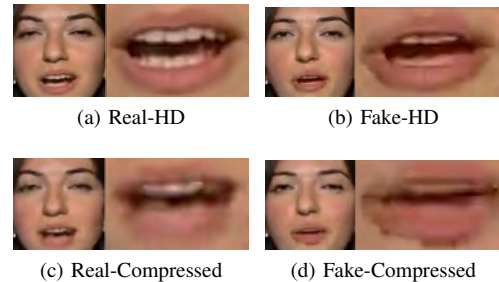 (a) Real-HD
(b) Fake-HD
(c) Real-Compressed
(d) Fake-Compressed